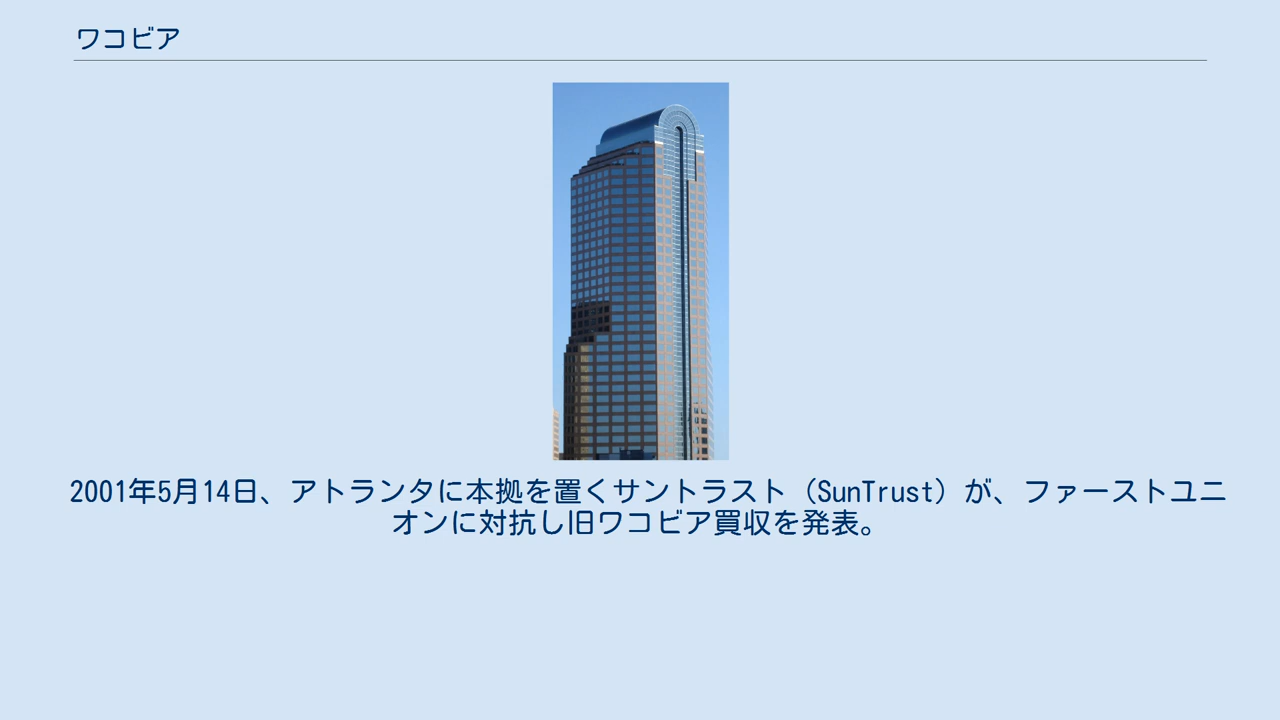 ワコビア
2001年5月14日、アトランタに本拠を置くサントラスト（SunTrust）が、ファーストユニ
オンに対抗し旧ワコビア買収を発表。